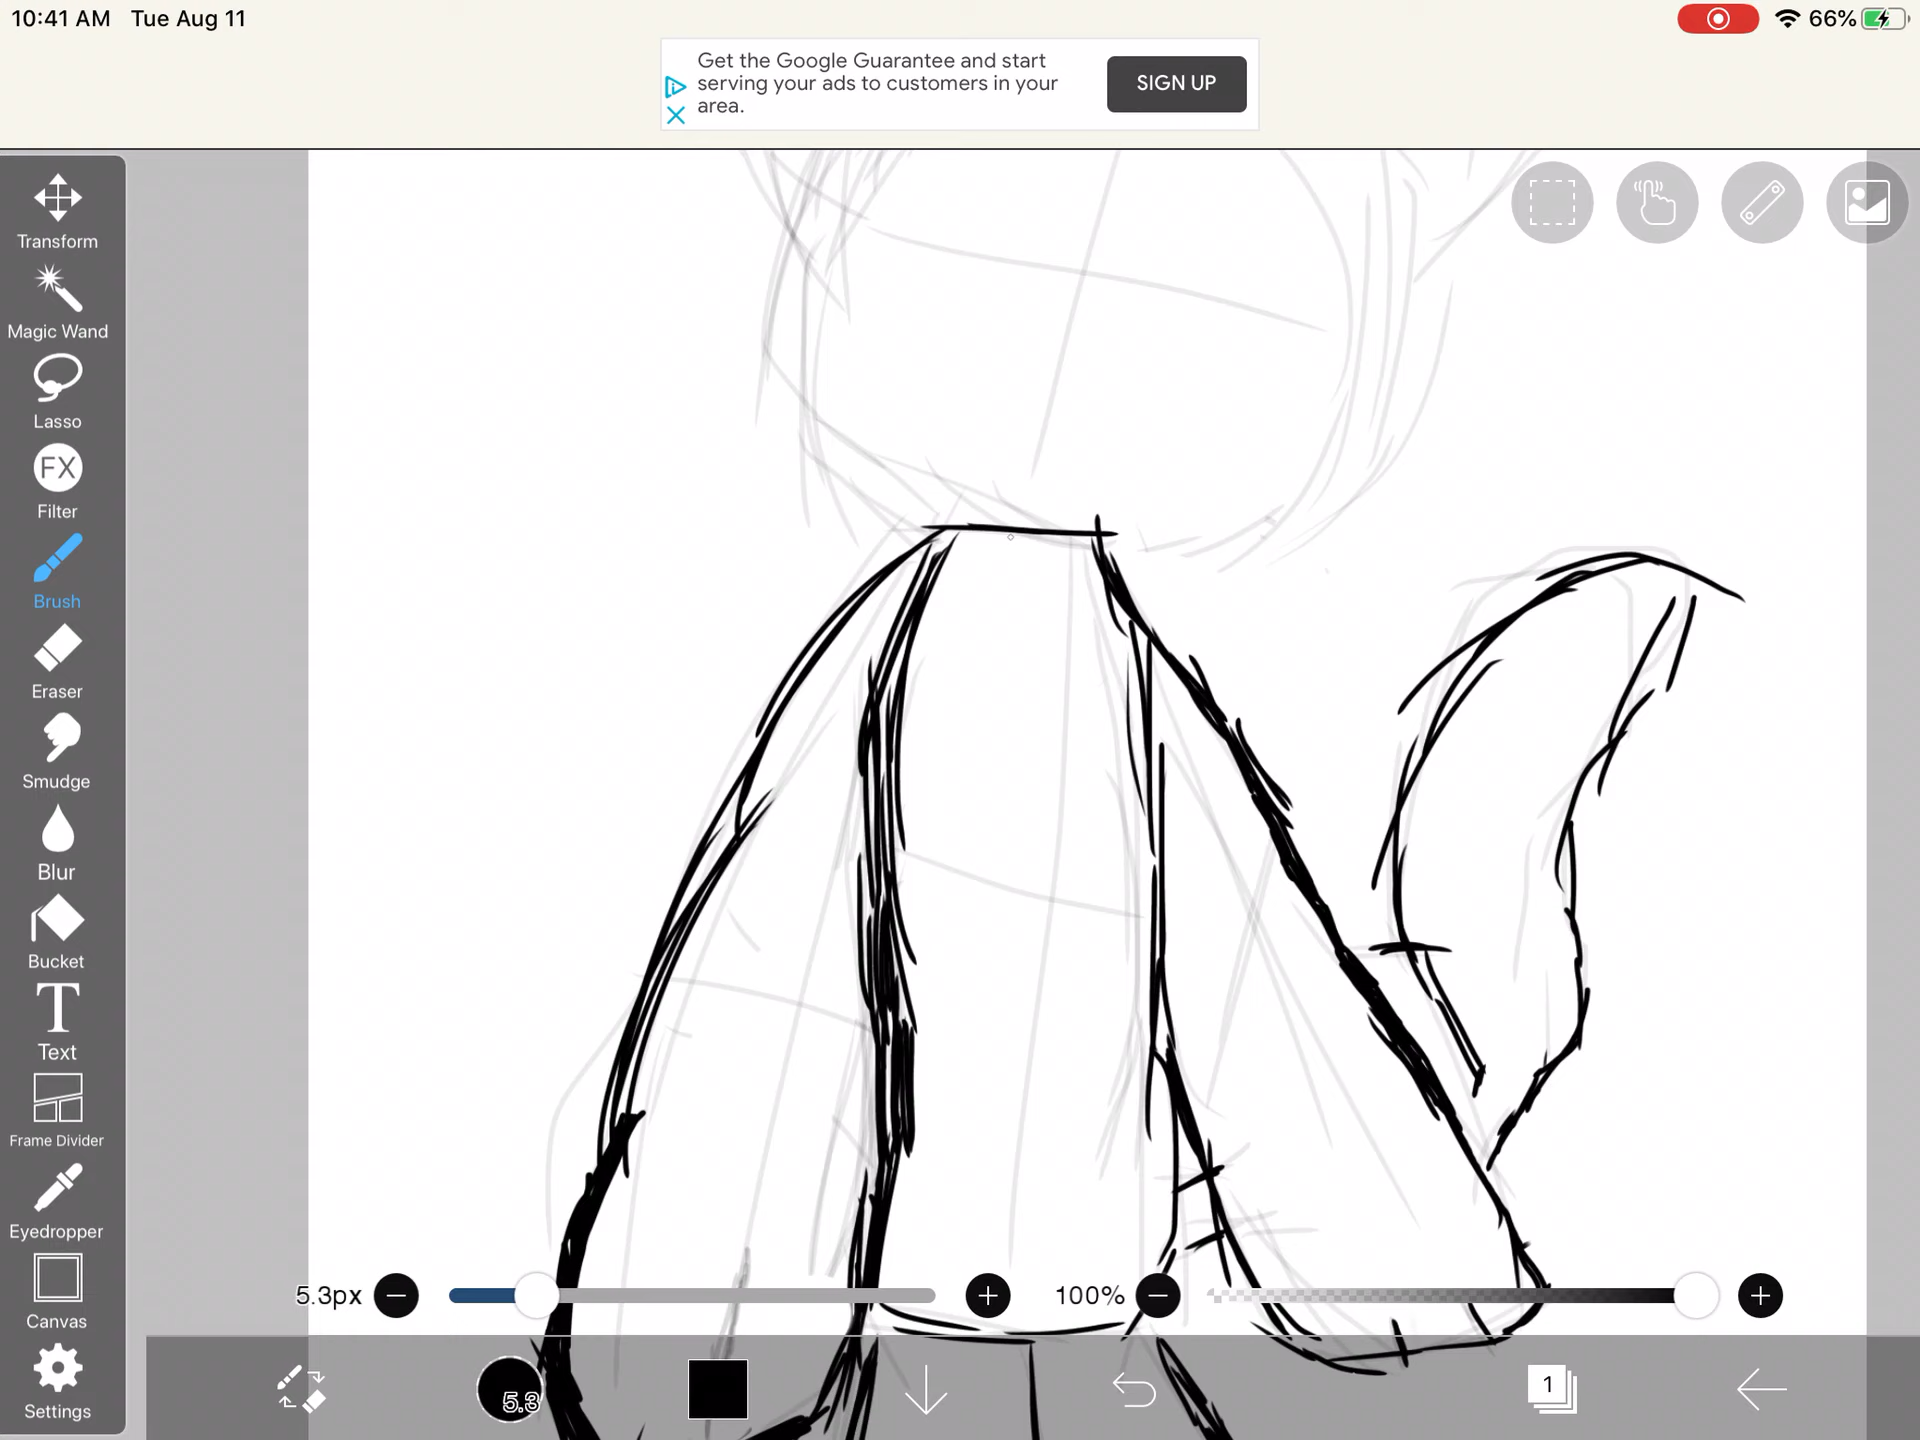 10:41 AM Tue Aug 11
66%
Get the Google Guarantee and start
serving your ads to customers in your
area.
SIGN UP
Transform
Magic Wand
Lasso
FX
Filter
Brush
Eraser
Smudge
Blur
Bucket
T
Text
Frame Divider
Eyedropper
Canvas
Settings
5.3px
100%
5.3
1